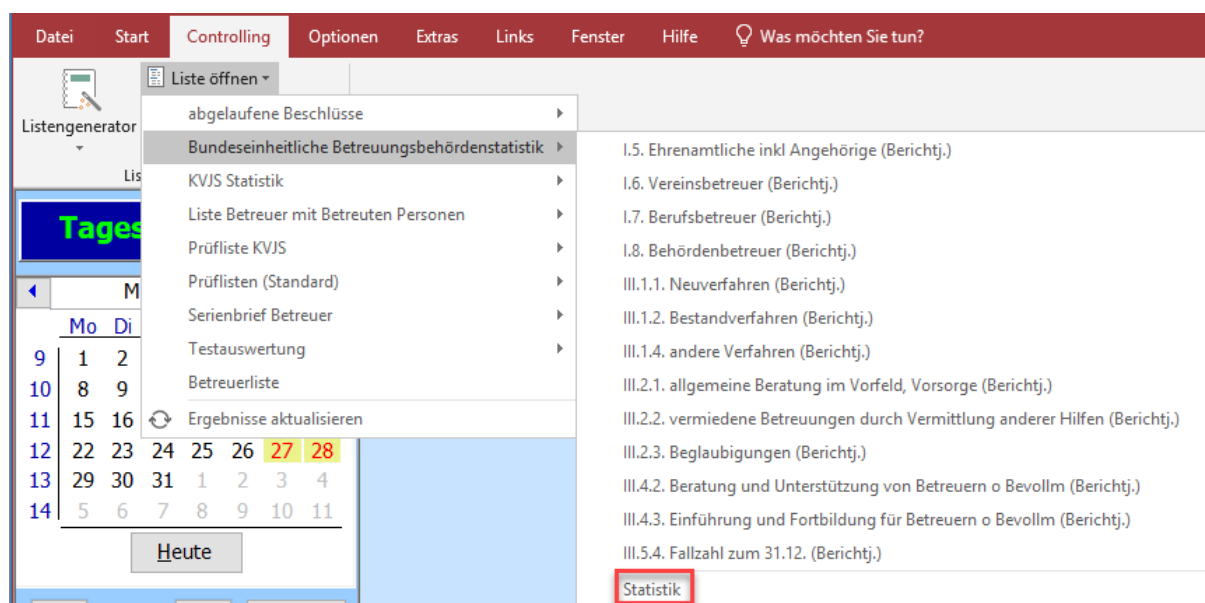 Datei Start Controlling Optionen Extras Links Fenster Hilfe Was möchten Sie tun?
Listengenerator
Lis
Liste öffnen
abgelaufene Beschlüsse
Bundeseinheitliche Betreuungsbehördenstatistik
KVJS Statistik
Liste Betreuer mit Betreuten Personen
Prüfliste KVJS
Prüflisten (Standard)
Serienbrief Betreuer
Testauswertung
Betreuerliste
Ergebnisse aktualisieren
I.5. Ehrenamtliche inkl Angehörige (Berichtj.)
I.6. Vereinsbetreuer (Berichtj.)
I.7. Berufsbetreuer (Berichtj.)
I.8. Behördenbetreuer (Berichtj.)
III.1.1. Neuverfahren (Berichtj.)
III.1.2. Bestandverfahren (Berichtj.)
III.1.4. andere Verfahren (Berichtj.)
III.2.1. allgemeine Beratung im Vorfeld, Vorsorge (Berichtj.)
III.2.2. vermiedene Betreuungen durch Vermittlung anderer Hilfen (Berichtj.)
III.2.3. Beglaubigungen (Berichtj.)
III.4.2. Beratung und Unterstützung von Betreuern o Bevollm (Berichtj.)
III.4.3. Einführung und Fortbildung für Betreuern o Bevollm (Berichtj.)
III.5.4. Fallzahl zum 31.12. (Berichtj.)
Statistik
Tages
M
Mo Di
9 1 2
10 8 9
11 15 16
12 22 23 24 25 26 27 28
13 29 30 31 1 2 3 4
14 5 6 7 8 9 10 11
Heute